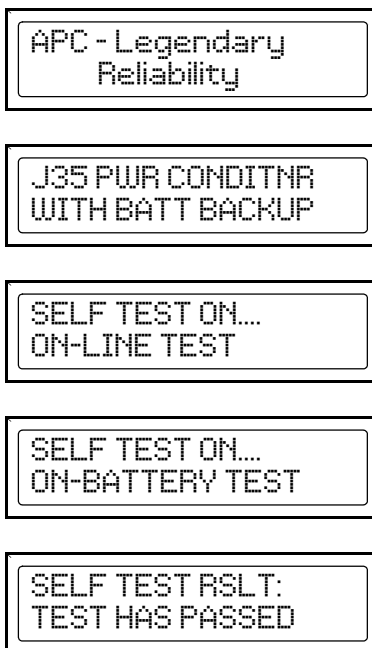 APC - Legendary
Reliability
J35 PWR CONDITNR
WITH BATT BACKUP
SELF TEST ON....
ON-LINE TEST
SELF TEST ON....
ON-BATTERY TEST
SELF TEST RSLT:
TEST HAS PASSED